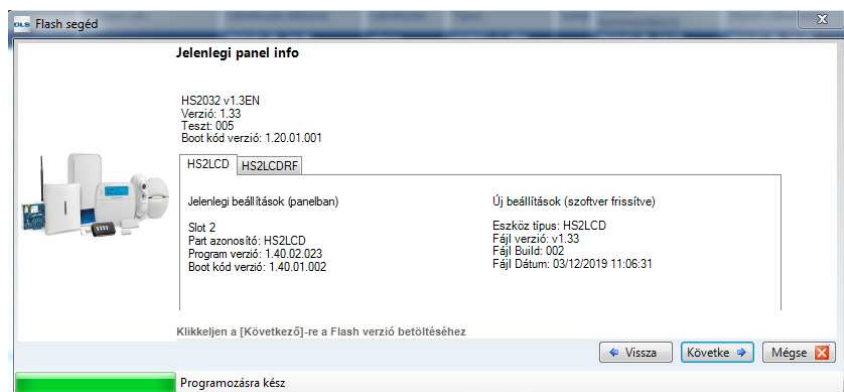 DLS Flash segéd
Jelenlegi panel info
HS2032 v1.3EN
Verzió: 1.33
Teszt: 005
Boot kód verzió: 1.20.01.001
HS2LCD HS2LCDRF
Jelenlegi beállítások (panelban)
Slot 2
Part azonosító: HS2LCD
Program verzió: 1.40.02.023
Boot kód verzió: 1.40.01.002
Új beállítások (szoftver frissítve)
Eszköz típus: HS2LCD
Fájl verzió: v1.33
Fájl Build: 002
Fájl Dátum: 03/12/2019 11:06:31
Klikkeljen a [Következő]-re a Flash verzió betöltéséhez
Vissza Követke Mégse
Programozásra kész